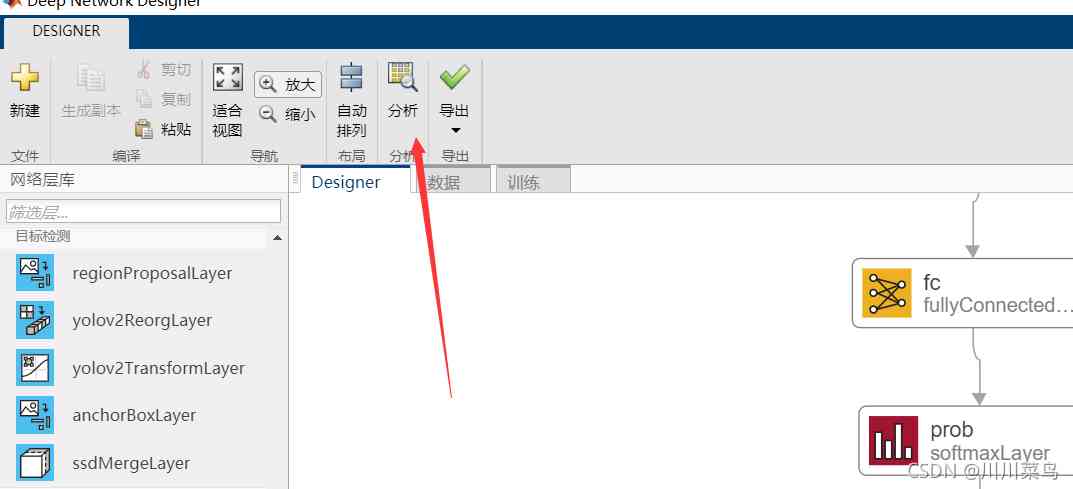 Deep Network Designer
DESIGNER
新建
生成副本
剪切
复制
粘贴
适合
视图
放大
缩小
自动
排列
分析
导出
文件
编译
导航
布局
分析
导出
网络层库
Designer
数据
训练
筛选层...
目标检测
regionProposalLayer
yolov2ReorgLayer
yolov2TransformLayer
anchorBoxLayer
ssdMergeLayer
fc
fullyConnected...
prob
softmaxLayer
CSDN @川川菜鸟